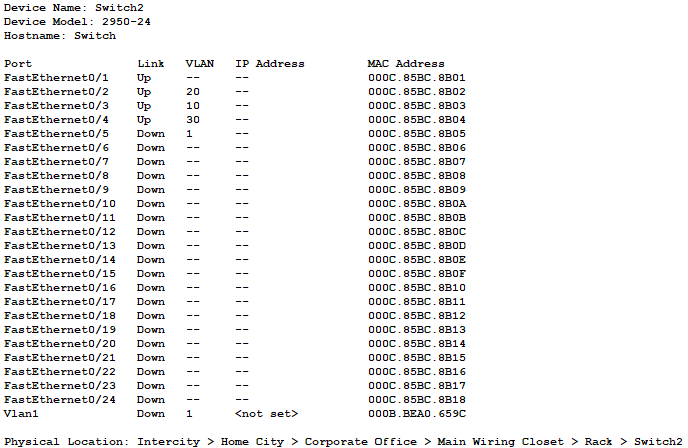 Device Name: Switch2
Device Model: 2950-24
Hostname: Switch
Port Link VLAN IP Address MAC Address
FastEthernet0/1 Up -- -- 000C.85BC.8B01
FastEthernet0/2 Up 20 -- 000C.85BC.8B02
FastEthernet0/3 Up 10 -- 000C.85BC.8B03
FastEthernet0/4 Up 30 -- 000C.85BC.8B04
FastEthernet0/5 Down 1 -- 000C.85BC.8B05
FastEthernet0/6 Down -- -- 000C.85BC.8B06
FastEthernet0/7 Down -- -- 000C.85BC.8B07
FastEthernet0/8 Down -- -- 000C.85BC.8B08
FastEthernet0/9 Down -- -- 000C.85BC.8B09
FastEthernet0/10 Down -- -- 000C.85BC.8B0A
FastEthernet0/11 Down -- -- 000C.85BC.8B0B
FastEthernet0/12 Down -- -- 000C.85BC.8B0C
FastEthernet0/13 Down -- -- 000C.85BC.8B0D
FastEthernet0/14 Down -- -- 000C.85BC.8B0E
FastEthernet0/15 Down -- -- 000C.85BC.8B0F
FastEthernet0/16 Down -- -- 000C.85BC.8B10
FastEthernet0/17 Down -- -- 000C.85BC.8B11
FastEthernet0/18 Down -- -- 000C.85BC.8B12
FastEthernet0/19 Down -- -- 000C.85BC.8B13
FastEthernet0/20 Down -- -- 000C.85BC.8B14
FastEthernet0/21 Down -- -- 000C.85BC.8B15
FastEthernet0/22 Down -- -- 000C.85BC.8B16
FastEthernet0/23 Down -- -- 000C.85BC.8B17
FastEthernet0/24 Down -- -- 000C.85BC.8B18
Vlan1 Down 1 <not set> 000B.BEA0.659C
Physical Location: Intercity > Home City > Corporate Office > Main Wiring Closet > Rack > Switch2